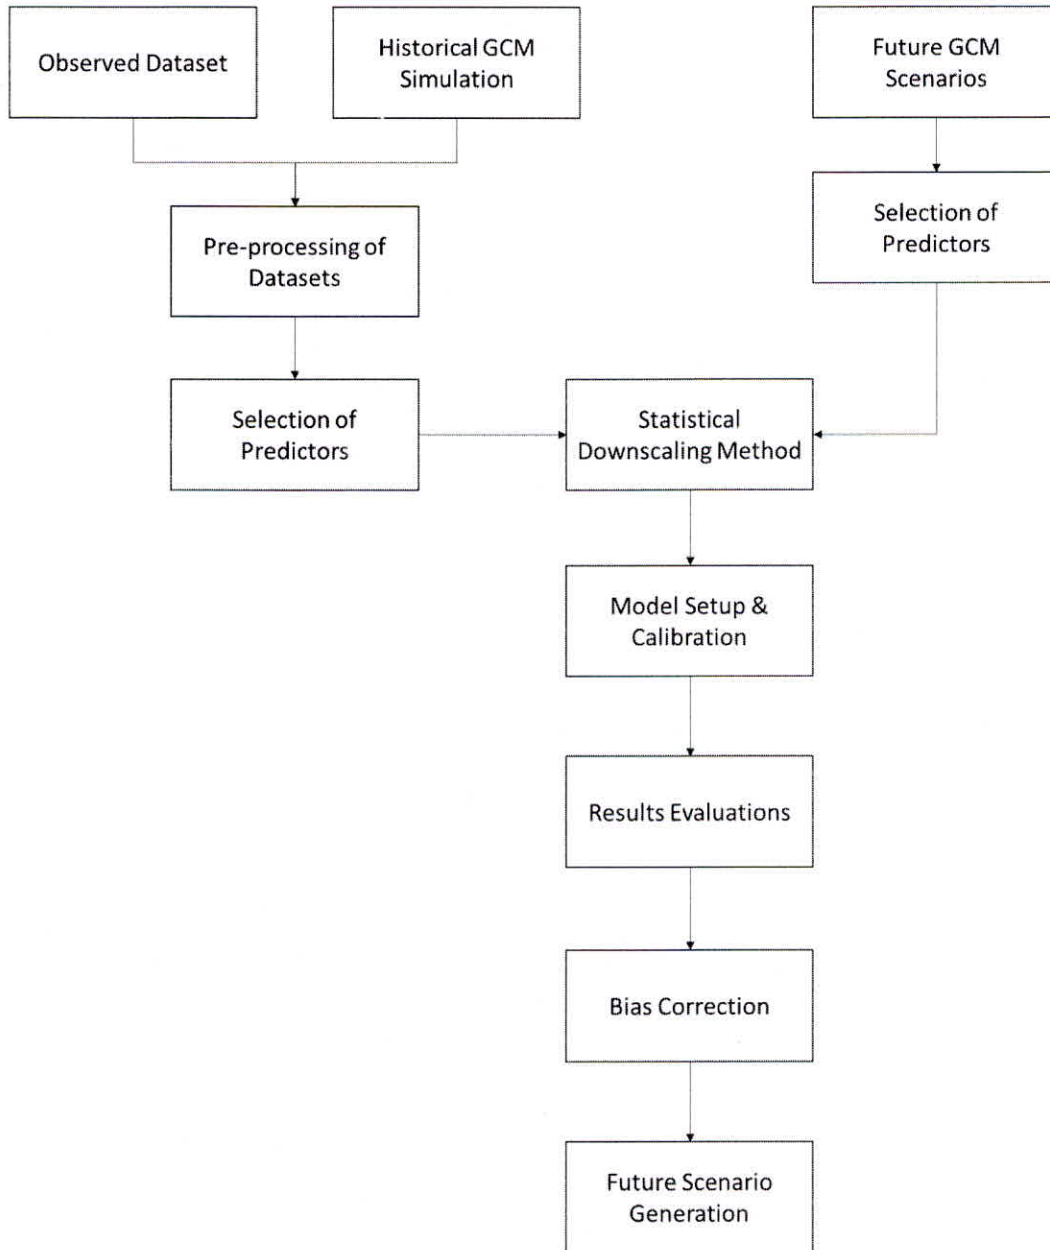 Observed Dataset
Historical GCM
Simulation
Future GCM
Scenarios
Pre-processing of
Datasets
Selection of
Predictors
Selection of
Predictors
Statistical
Downscaling Method
Model Setup &
Calibration
Results Evaluations
Bias Correction
Future Scenario
Generation